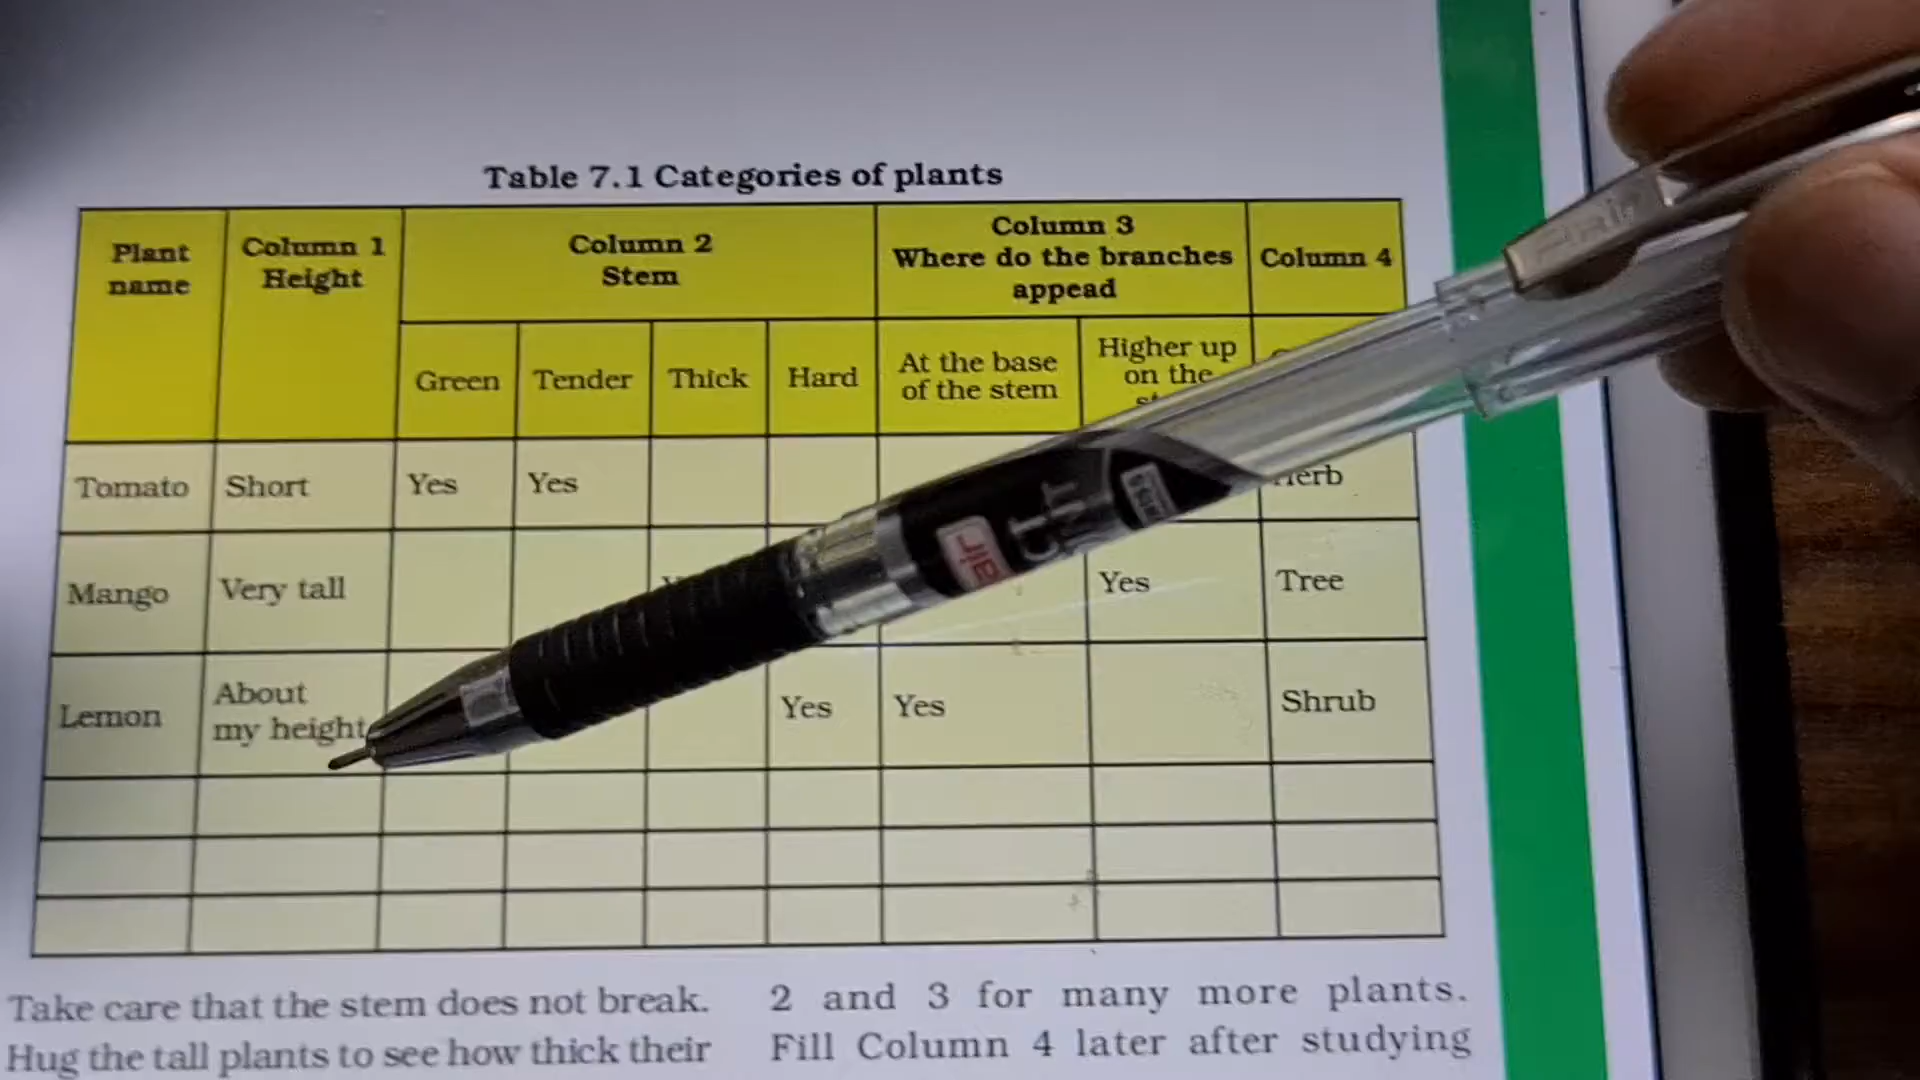 Table 7.1 Categories of plants
Plant name
Column 1 Height
Column 2 Stem
Column 3 Where do the branches appead
Column 4
Green Tender Thick Hard
At the base of the stem
Higher up on the
Tomato Short Yes Yes
Mango Very tall Yes Tree
Lemon About my height Yes Yes Shrub
Take care that the stem does not break.
Hug the tall plants to see how thick their
2 and 3 for many more plants.
Fill Column 4 later after studying